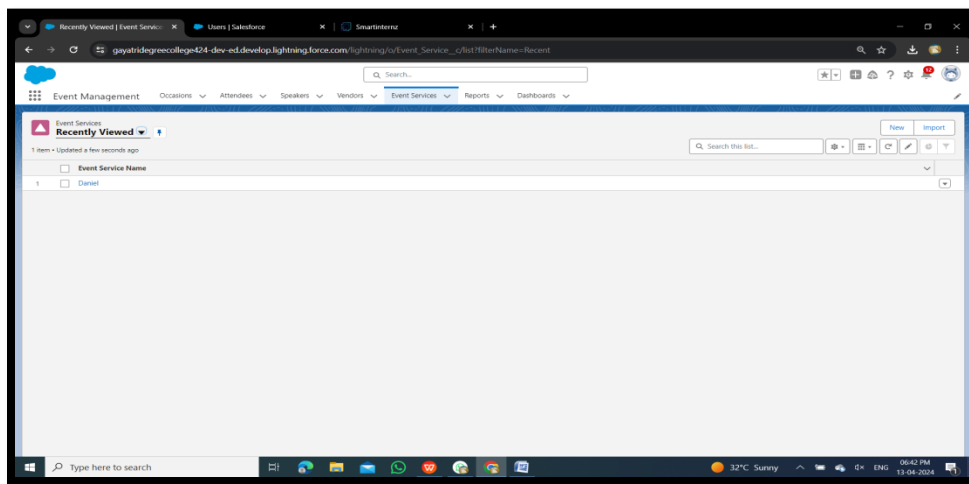 Recently Viewed | Event Servic
Users | Salesforce
Smartinternz
gayatridegreecollege424-dev-ed.develop.lightning.force.com/lightning/o/Event_Service__c/list?filterName=Recent
Search...
12
Event Management
Occasions
Attendees
Speakers
Vendors
Event Services
Reports
Dashboards
Event Services
Recently Viewed
New
Import
1 item • Updated a few seconds ago
Search this list...
Event Service Name
1
Daniel
Type here to search
32°C Sunny
ENG
06:42 PM
13-04-2024